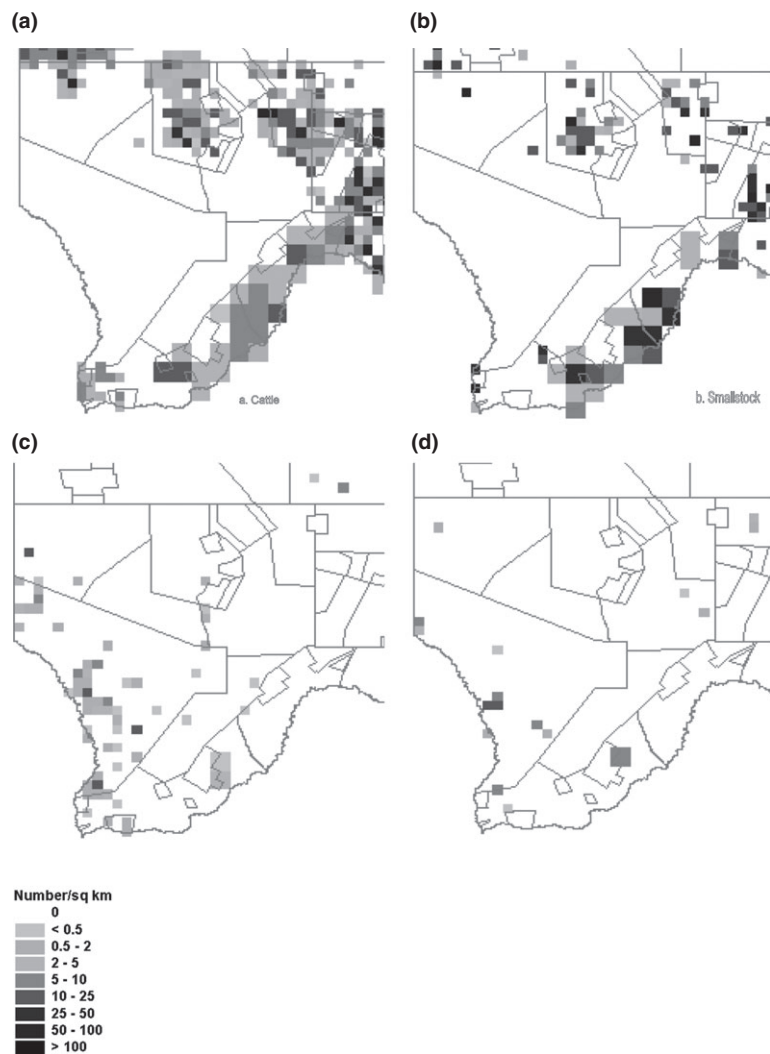 (a)
(b)
a. Cattle
b. Smallstock
(c)
(d)
Number/sq km
0
< 0.5
0.5 - 2
2 - 5
5 - 10
10 - 25
25 - 50
50 - 100
> 100